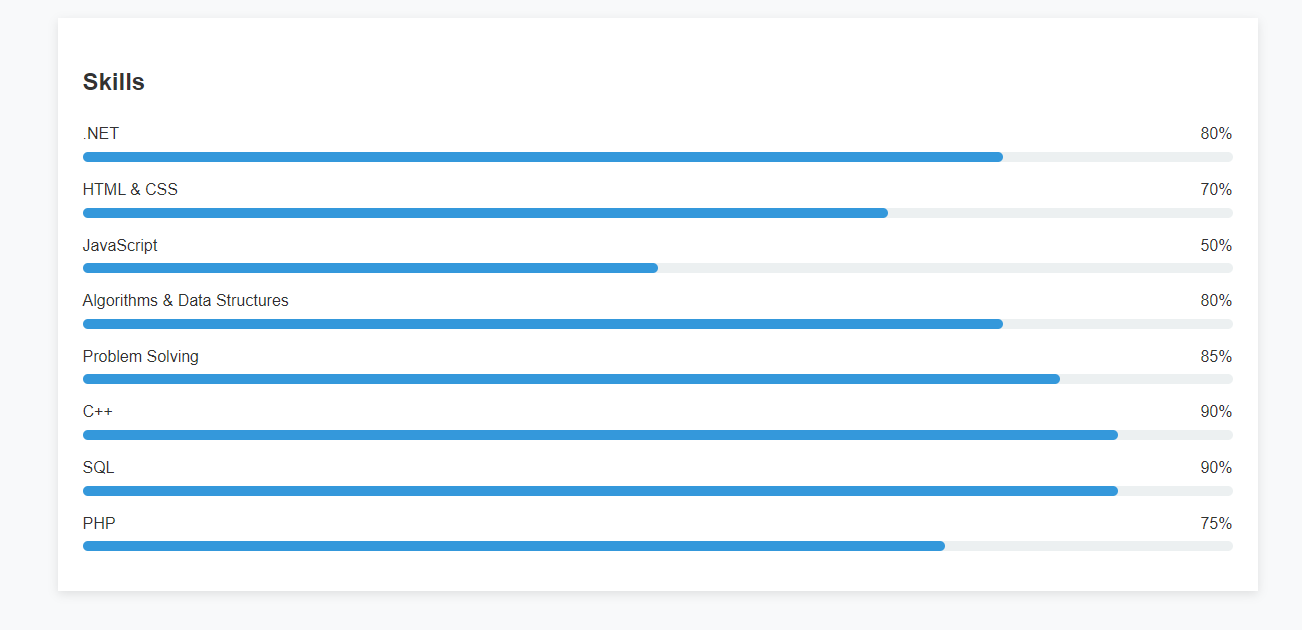 Skills
.NET 80%
HTML & CSS 70%
JavaScript 50%
Algorithms & Data Structures 80%
Problem Solving 85%
C++ 90%
SQL 90%
PHP 75%